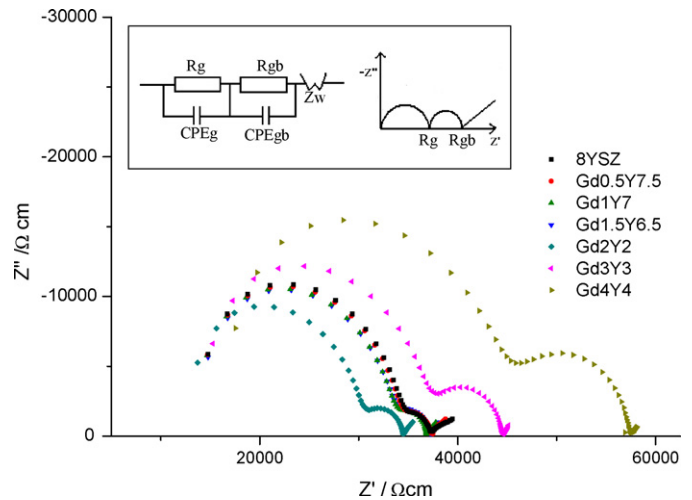 -30000
-20000
-10000
0
Z'' /Ω cm
20000
40000
60000
Z' / Ωcm
Rg
Rgb
CPEg
CPEgb
Zw
-Z''
Rg
Rgb
Z'
8YSZ
Gd0.5Y7.5
Gd1Y7
Gd1.5Y6.5
Gd2Y2
Gd3Y3
Gd4Y4